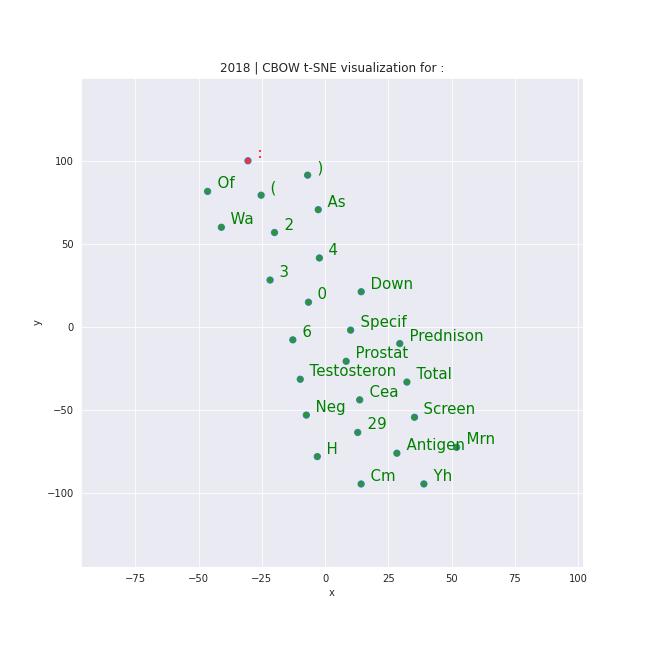 2018 | CBOW t-SNE visualization for :
100
:
)
Of
(
As
Wa
2
50
4
3
Down
0
y
0
Specif
6
Prednison
Prostat
Testosteron
Total
Cea
−50
Neg
Screen
29
H
Antigen
Mrn
Cm
Yh
−100
−75
−50
−25
0
25
50
75
100
x